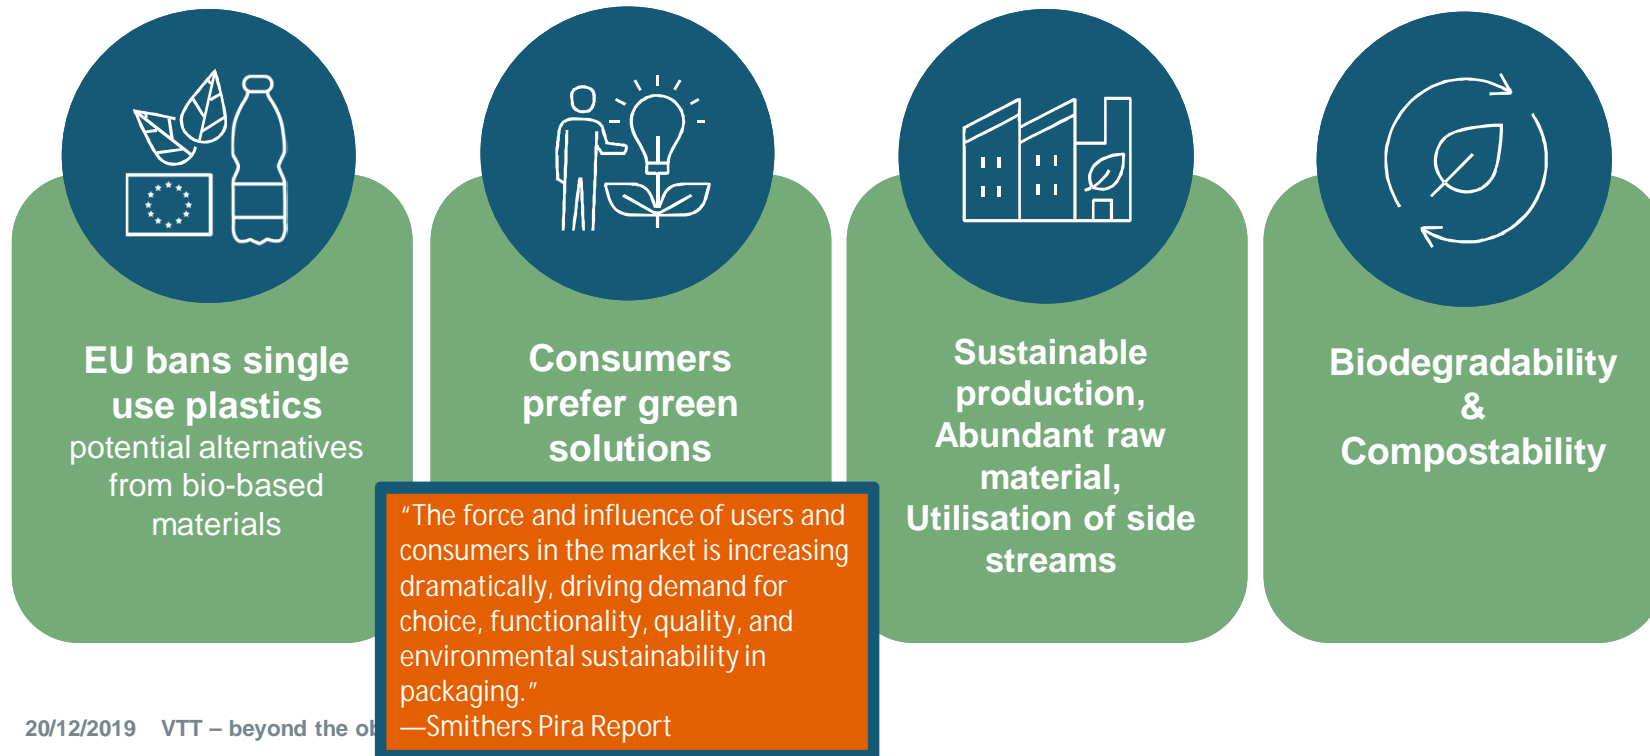 EU bans single
use plastics
potential alternatives
from bio-based
materials
Consumers
prefer green
solutions
“The force and influence of users and
consumers in the market is increasing
dramatically, driving demand for
choice, functionality, quality, and
environmental sustainability in
packaging.”
—Smithers Pira Report
Sustainable
production,
Abundant raw
material,
Utilisation of side
streams
Biodegradability
&
Compostability
20/12/2019 VTT – beyond the